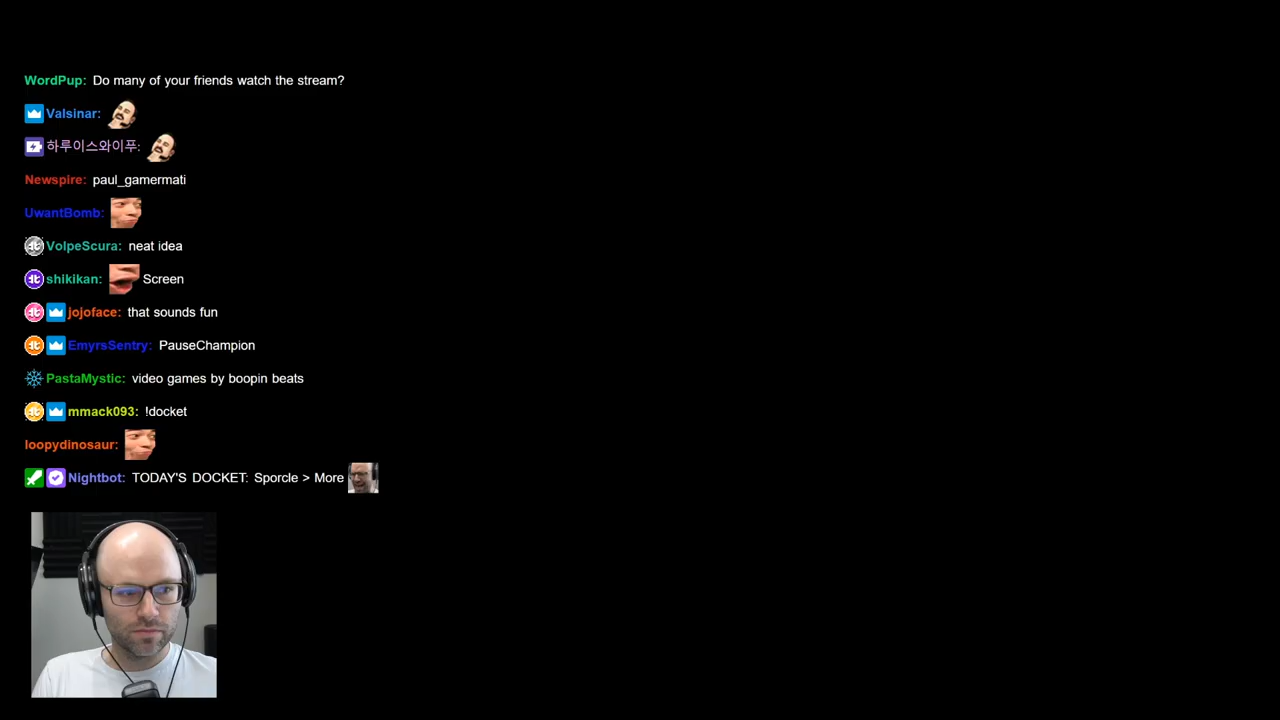 WordPup: Do many of your friends watch the stream?
Valsinar:
하루이스와이푸:
Newspire: paul_gamermati
UwantBomb:
VolpeScura: neat idea
shikikan: Screen
jojoface: that sounds fun
EmyrsSentry: PauseChampion
PastaMystic: video games by boopin beats
mmack093: !docket
loopydinosaur:
Nightbot: TODAY'S DOCKET: Sporcle > More